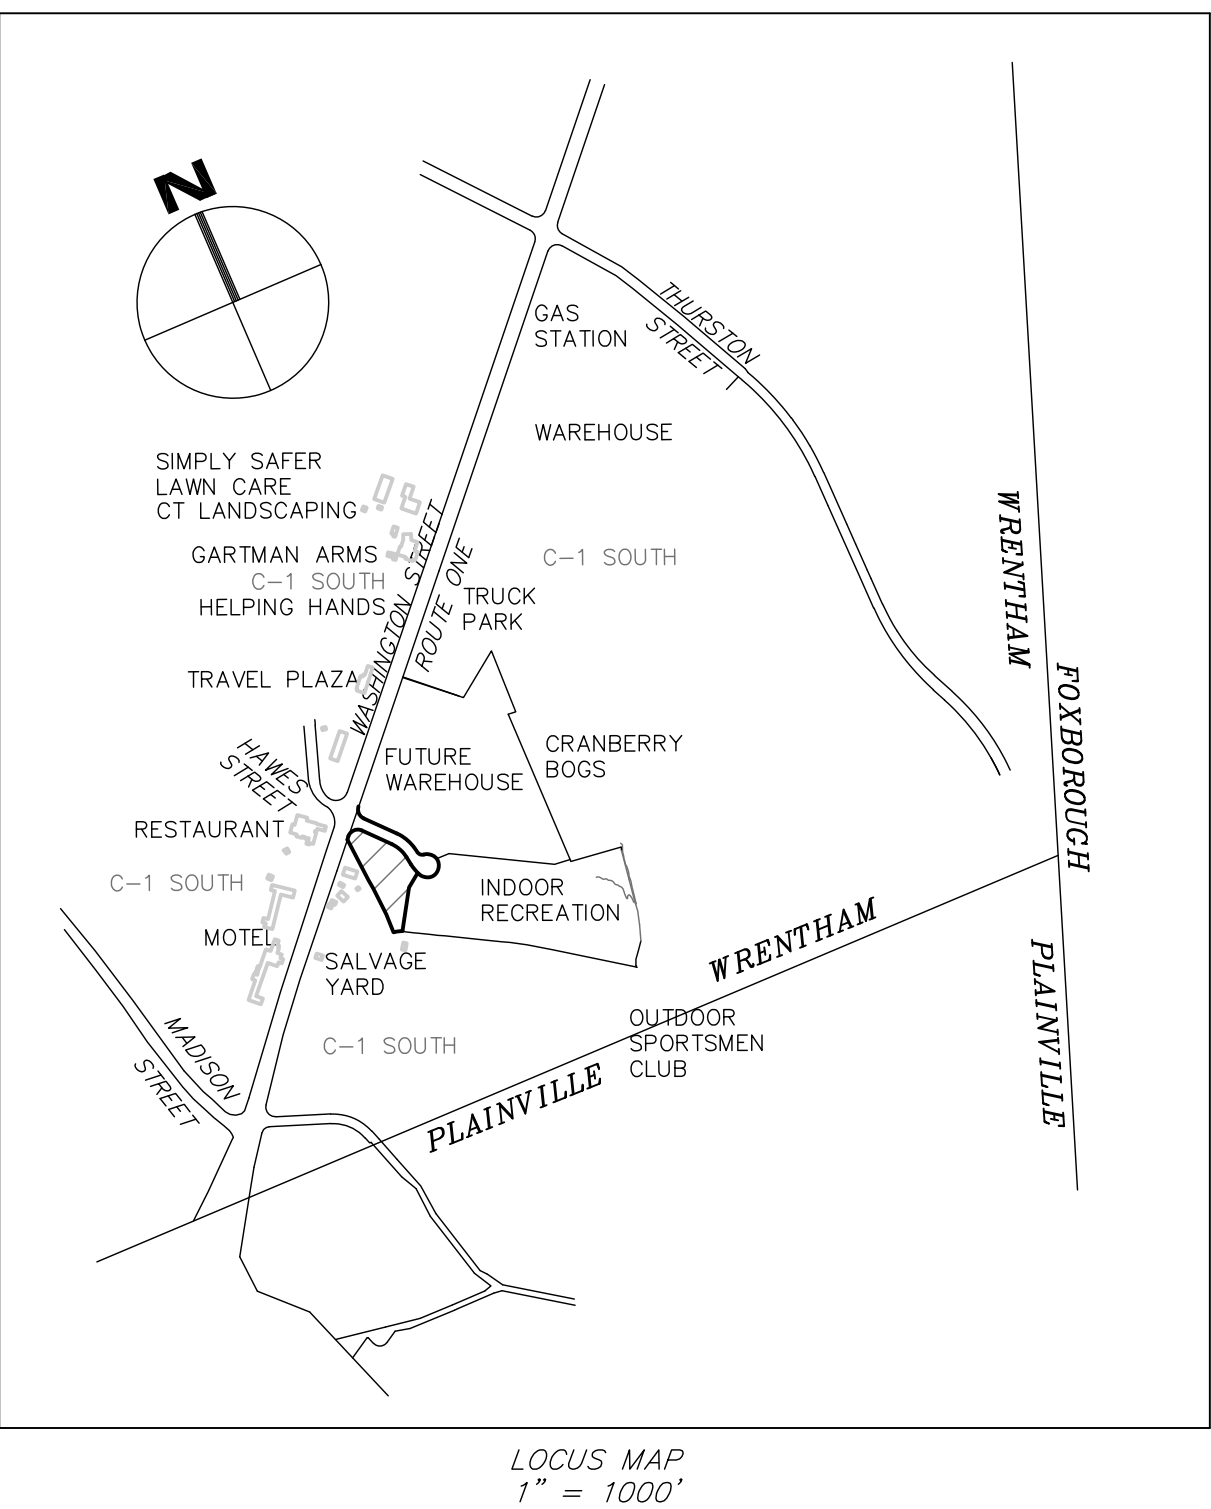 N
GAS
STATION
THURSTON
STREET
WAREHOUSE
SIMPLY SAFER
LAWN CARE
CT LANDSCAPING
GARTMAN ARMS
C-1 SOUTH
HELPING HANDS
WASHINGTON STREET
ROUTE ONE
C-1 SOUTH
TRUCK
PARK
WRENTHAM
FOXBOROUGH
TRAVEL PLAZA
HAWES
STREET
FUTURE
WAREHOUSE
CRANBERRY
BOGS
RESTAURANT
C-1 SOUTH
INDOOR
RECREATION
MOTEL
SALVAGE
YARD
WRENTHAM
PLAINVILLE
OUTDOOR
SPORTSMEN
CLUB
C-1 SOUTH
MADISON
STREET
PLAINVILLE
LOCUS MAP
1" = 1000'